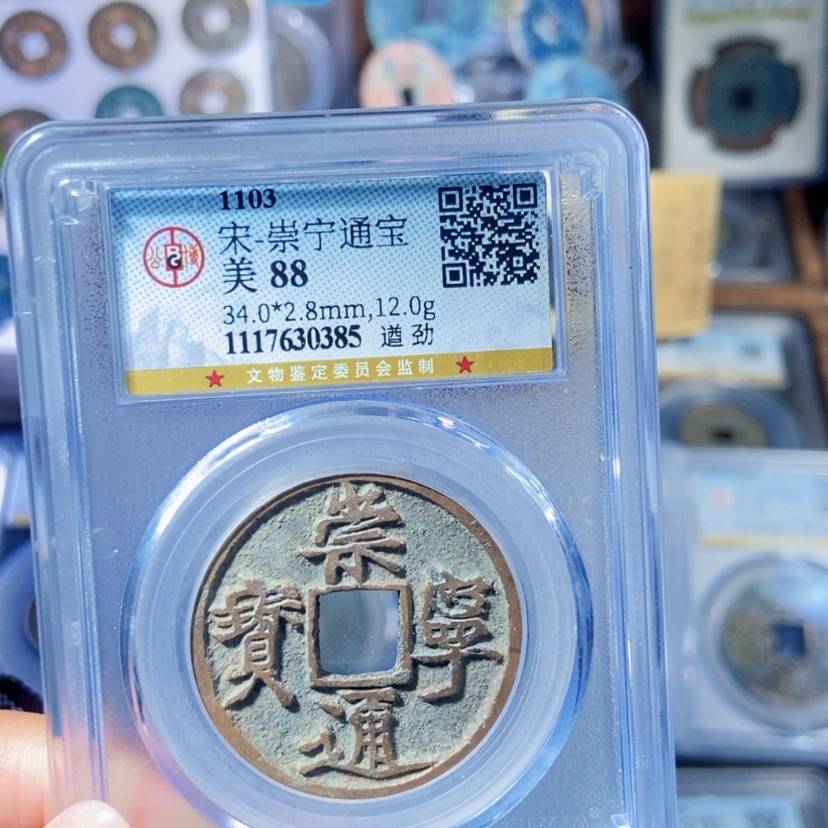 1103
宋-崇宁通宝
美 88
34.0*2.8mm,12.0g
1117630385 遒劲
★ 文物鉴定委员会监制 ★
崇
寧
通
寳